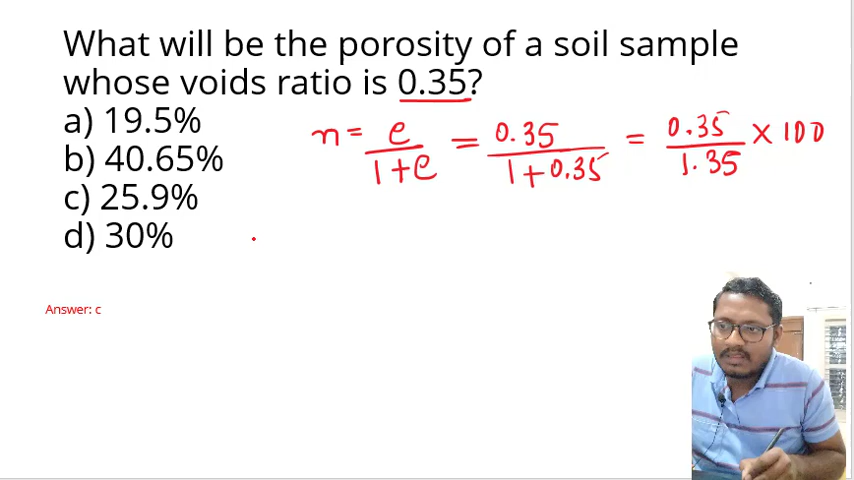 What will be the porosity of a soil sample
whose voids ratio is 0.35?
a) 19.5%
b) 40.65%
c) 25.9%
d) 30%
n = e / 1+e = 0.35 / 1+0.35 = 0.35 / 1.35 × 100
Answer: c